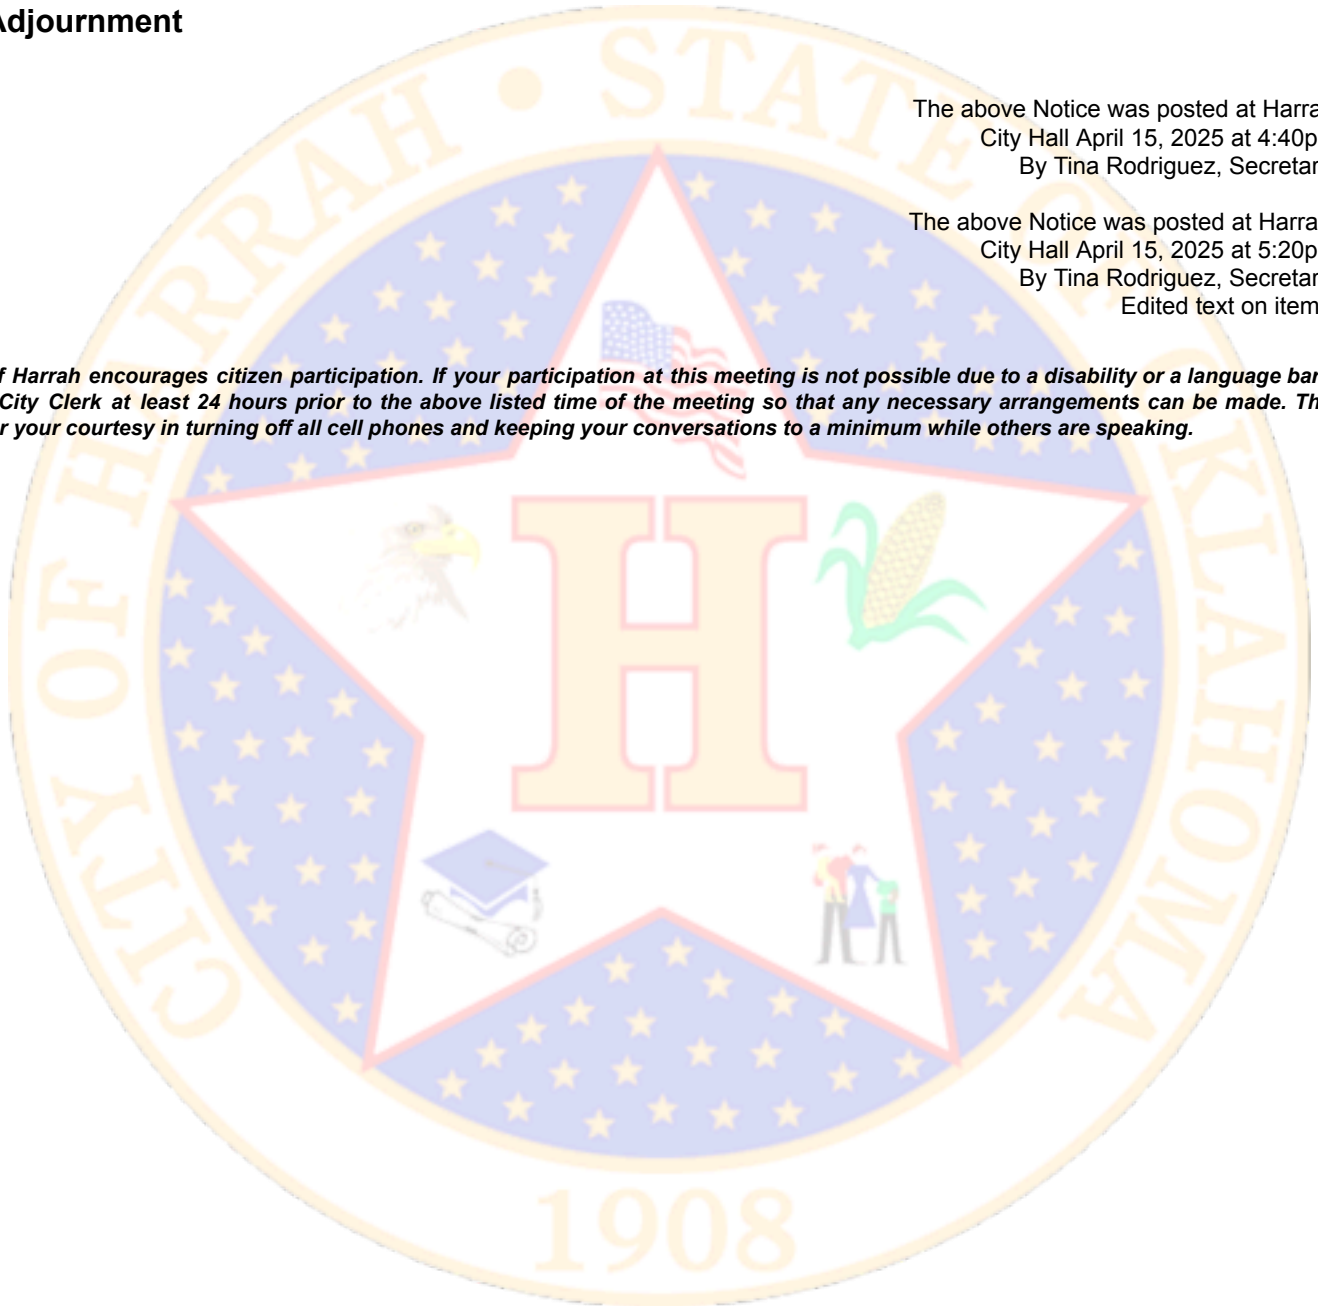 Adjournment
The above Notice was posted at Harra
City Hall April 15, 2025 at 4:40p
By Tina Rodriguez, Secretar
The above Notice was posted at Harra
City Hall April 15, 2025 at 5:20p
By Tina Rodriguez, Secretar
Edited text on item
f Harrah encourages citizen participation. If your participation at this meeting is not possible due to a disability or a language bar
City Clerk at least 24 hours prior to the above listed time of the meeting so that any necessary arrangements can be made. Th
r your courtesy in turning off all cell phones and keeping your conversations to a minimum while others are speaking.
CITY OF HARRAH • STATE OF OKLAHOMA
H
1908